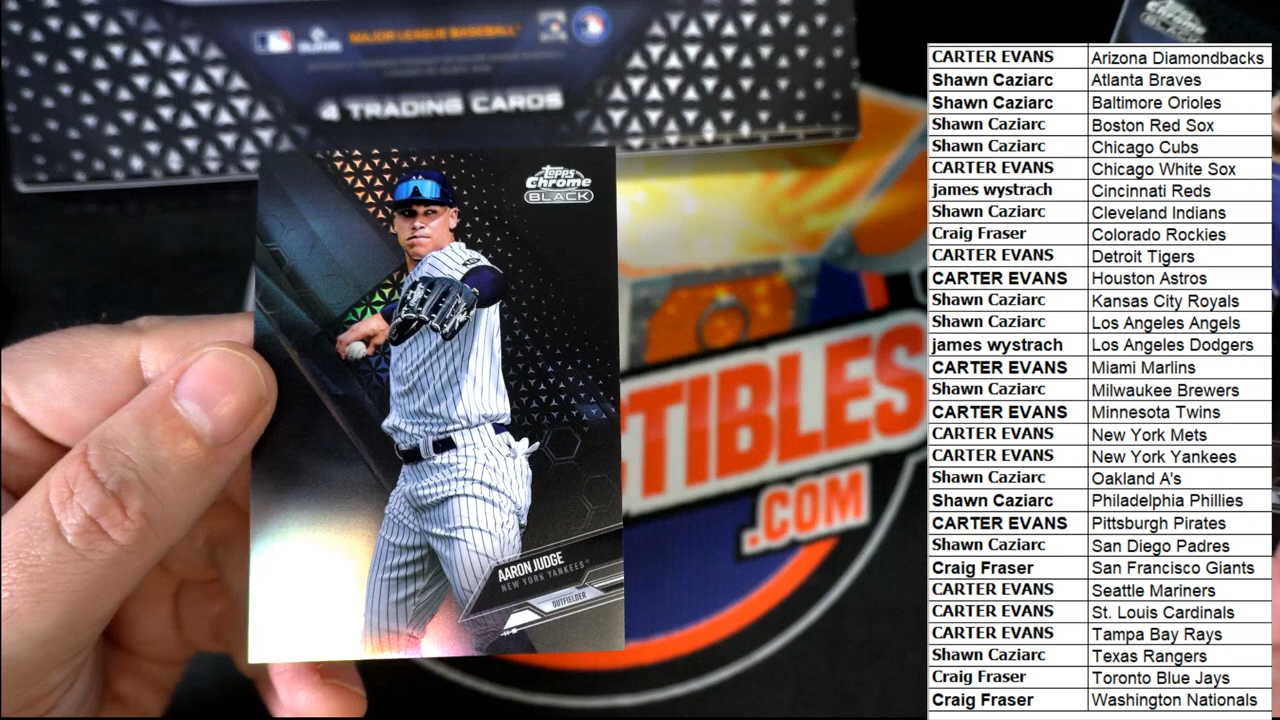 MAJOR LEAGUE BASEBALL
4 TRADING CARDS
Topps
Chrome
BLACK
Topps
Chrome
BLACK
AARON JUDGE
NEW YORK YANKEES
OUTFIELDER
TIBLES
.COM
CARTER EVANS Arizona Diamondbacks
Shawn Caziarc Atlanta Braves
Shawn Caziarc Baltimore Orioles
Shawn Caziarc Boston Red Sox
Shawn Caziarc Chicago Cubs
CARTER EVANS Chicago White Sox
james wystrach Cincinnati Reds
Shawn Caziarc Cleveland Indians
Craig Fraser Colorado Rockies
CARTER EVANS Detroit Tigers
CARTER EVANS Houston Astros
Shawn Caziarc Kansas City Royals
Shawn Caziarc Los Angeles Angels
james wystrach Los Angeles Dodgers
CARTER EVANS Miami Marlins
Shawn Caziarc Milwaukee Brewers
CARTER EVANS Minnesota Twins
CARTER EVANS New York Mets
CARTER EVANS New York Yankees
Shawn Caziarc Oakland A's
Shawn Caziarc Philadelphia Phillies
CARTER EVANS Pittsburgh Pirates
Shawn Caziarc San Diego Padres
Craig Fraser San Francisco Giants
CARTER EVANS Seattle Mariners
CARTER EVANS St. Louis Cardinals
CARTER EVANS Tampa Bay Rays
Shawn Caziarc Texas Rangers
Craig Fraser Toronto Blue Jays
Craig Fraser Washington Nationals